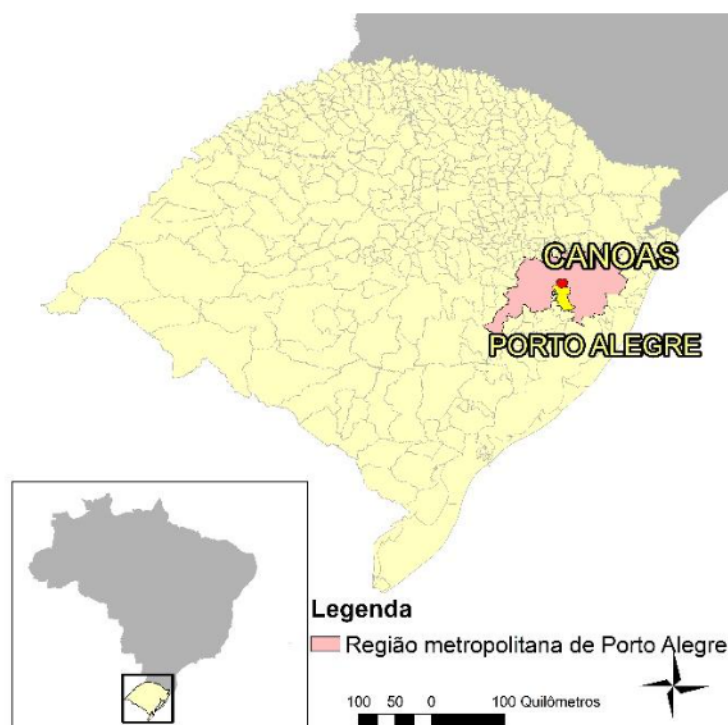 CANOAS
PORTO ALEGRE
Legenda
Região metropolitana de Porto Alegre
100 50 0 100 Quilômetros